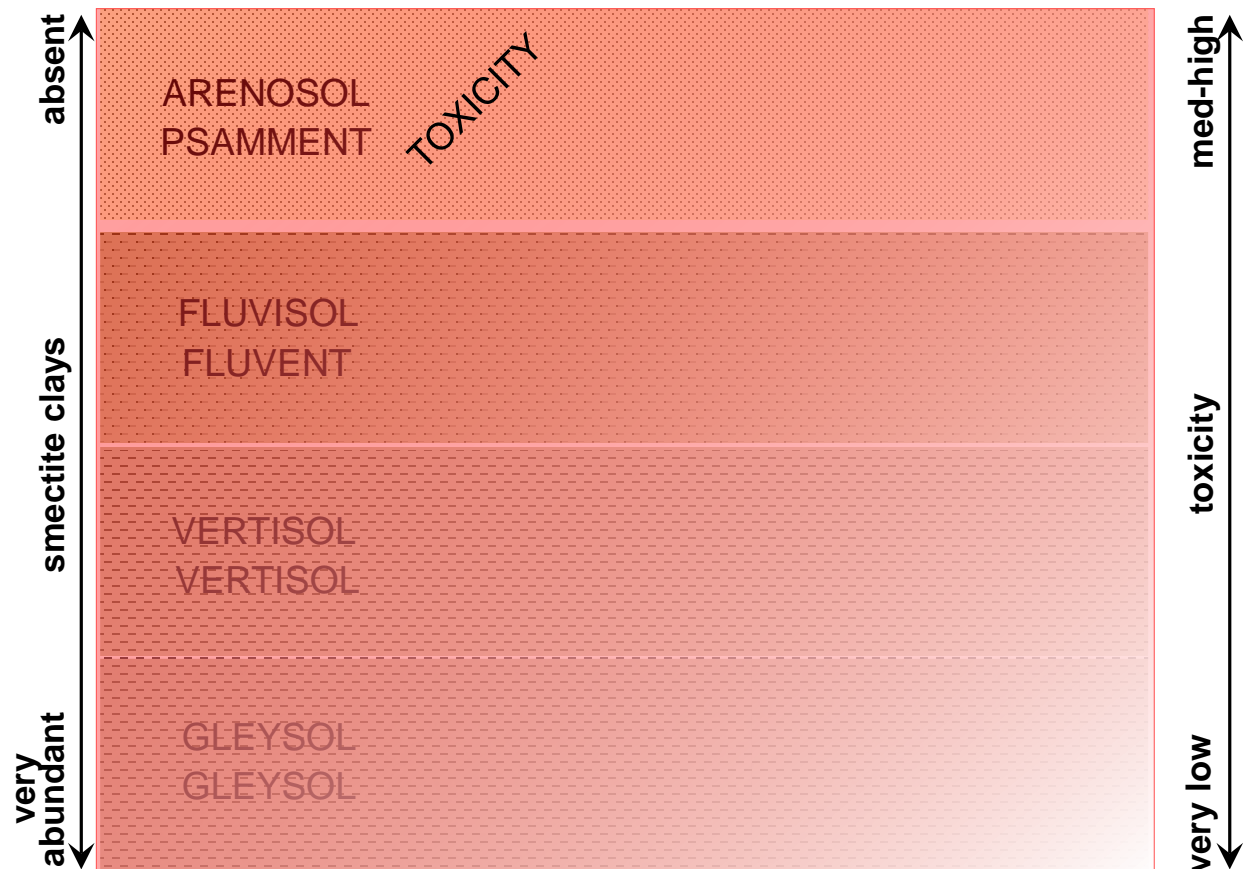 absent
smectite clays
very
abundant
ARENOSOL
PSAMMENT
TOXICITY
FLUVISOL
FLUVENT
VERTISOL
VERTISOL
GLEYSOL
GLEYSOL
med-high
toxicity
very low